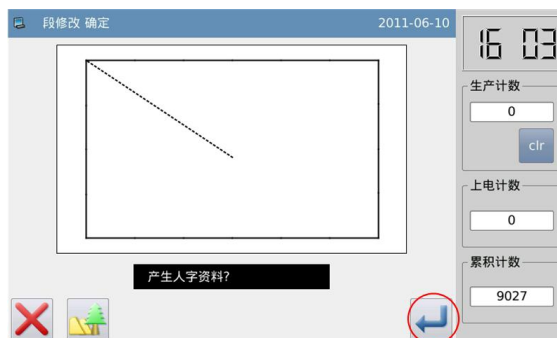 段修改 确定
2011-06-10
16 03
生产计数
0
clr
上电计数
0
累积计数
9027
产生人字资料?